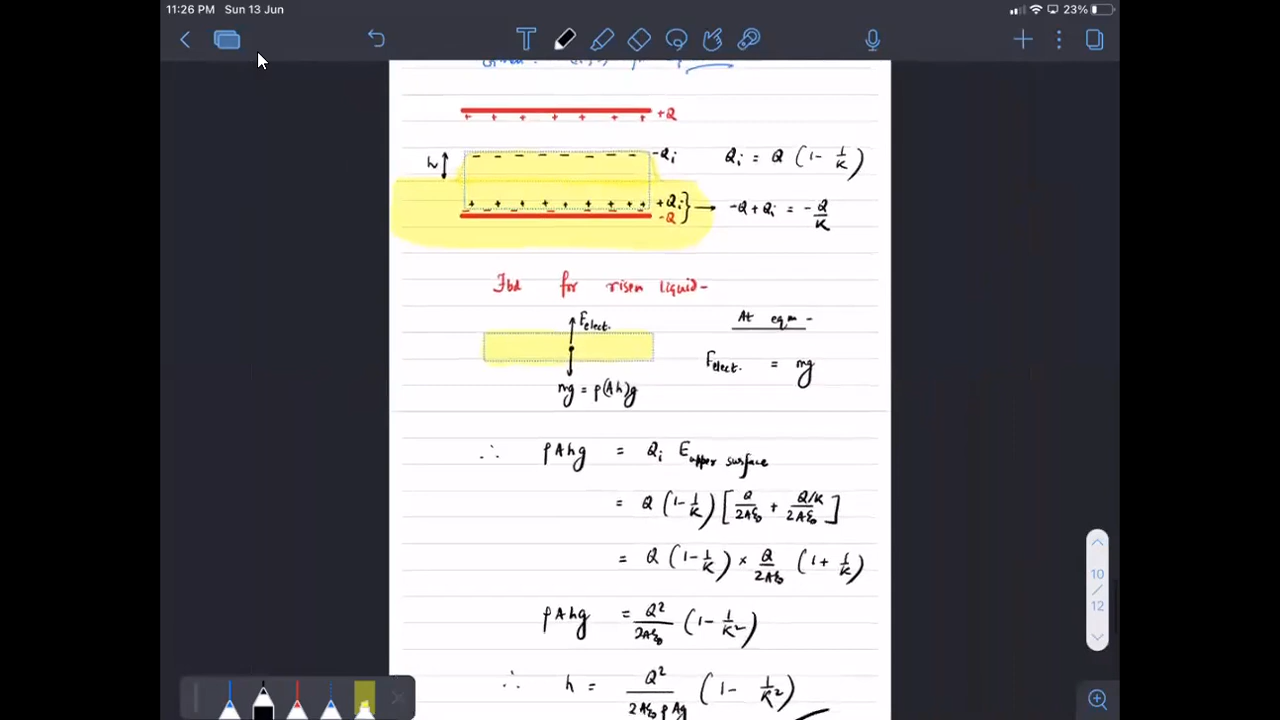 11:26 PM Sun 13 Jun
23%
T
+ + + + + + + +Q
h
- - - - - - - -Qi Qi = Q (1- 1/K)
+ + + + + + + + +Qi } → -Q + Qi = -Q/K
- - - - - - - -Q
Fbd for risen liquid-
Felect.
At eqm -
Felect. = mg
mg = ρ(Ah)g
∴ ρAhg = Qi E upper surface
= Q (1- 1/K) [Q/2Aε0 + Q/K/2Aε0]
= Q (1- 1/K) × Q/2Aε0 (1 + 1/K)
ρAhg = Q²/2Aε0 (1- 1/K²)
∴ h = Q²/2Aε0ρAg (1- 1/K²)
10
/
12